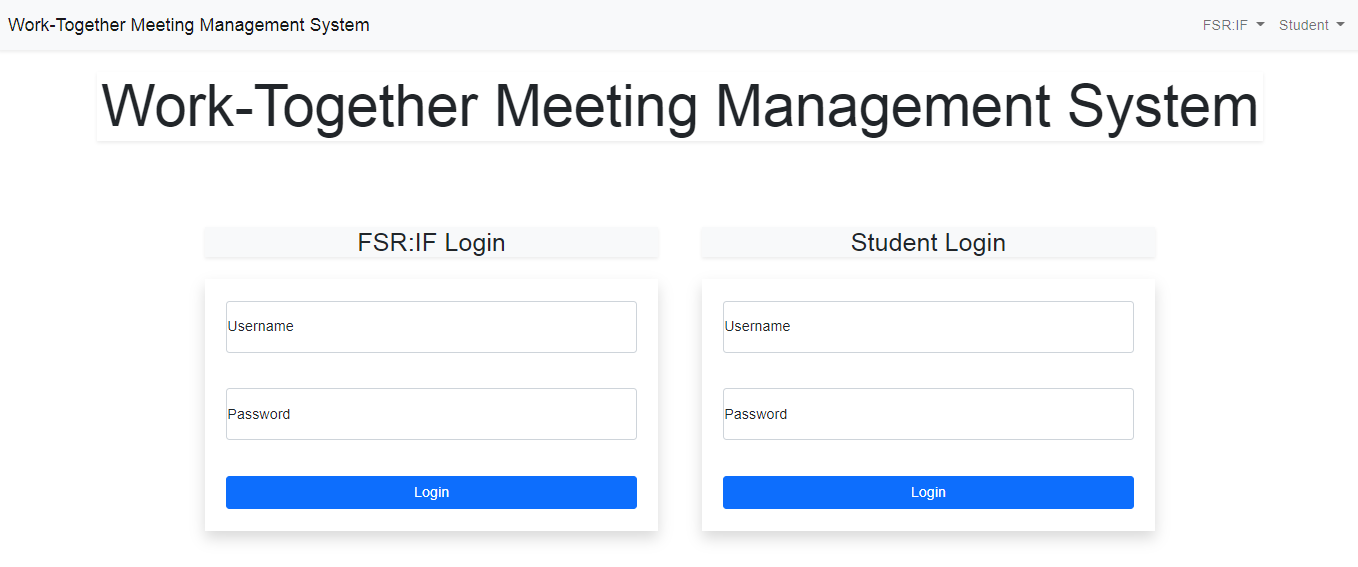 Work-Together Meeting Management System
FSR:IF
Student
Work-Together Meeting Management System
FSR:IF Login
Student Login
Username
Username
Password
Password
Login
Login